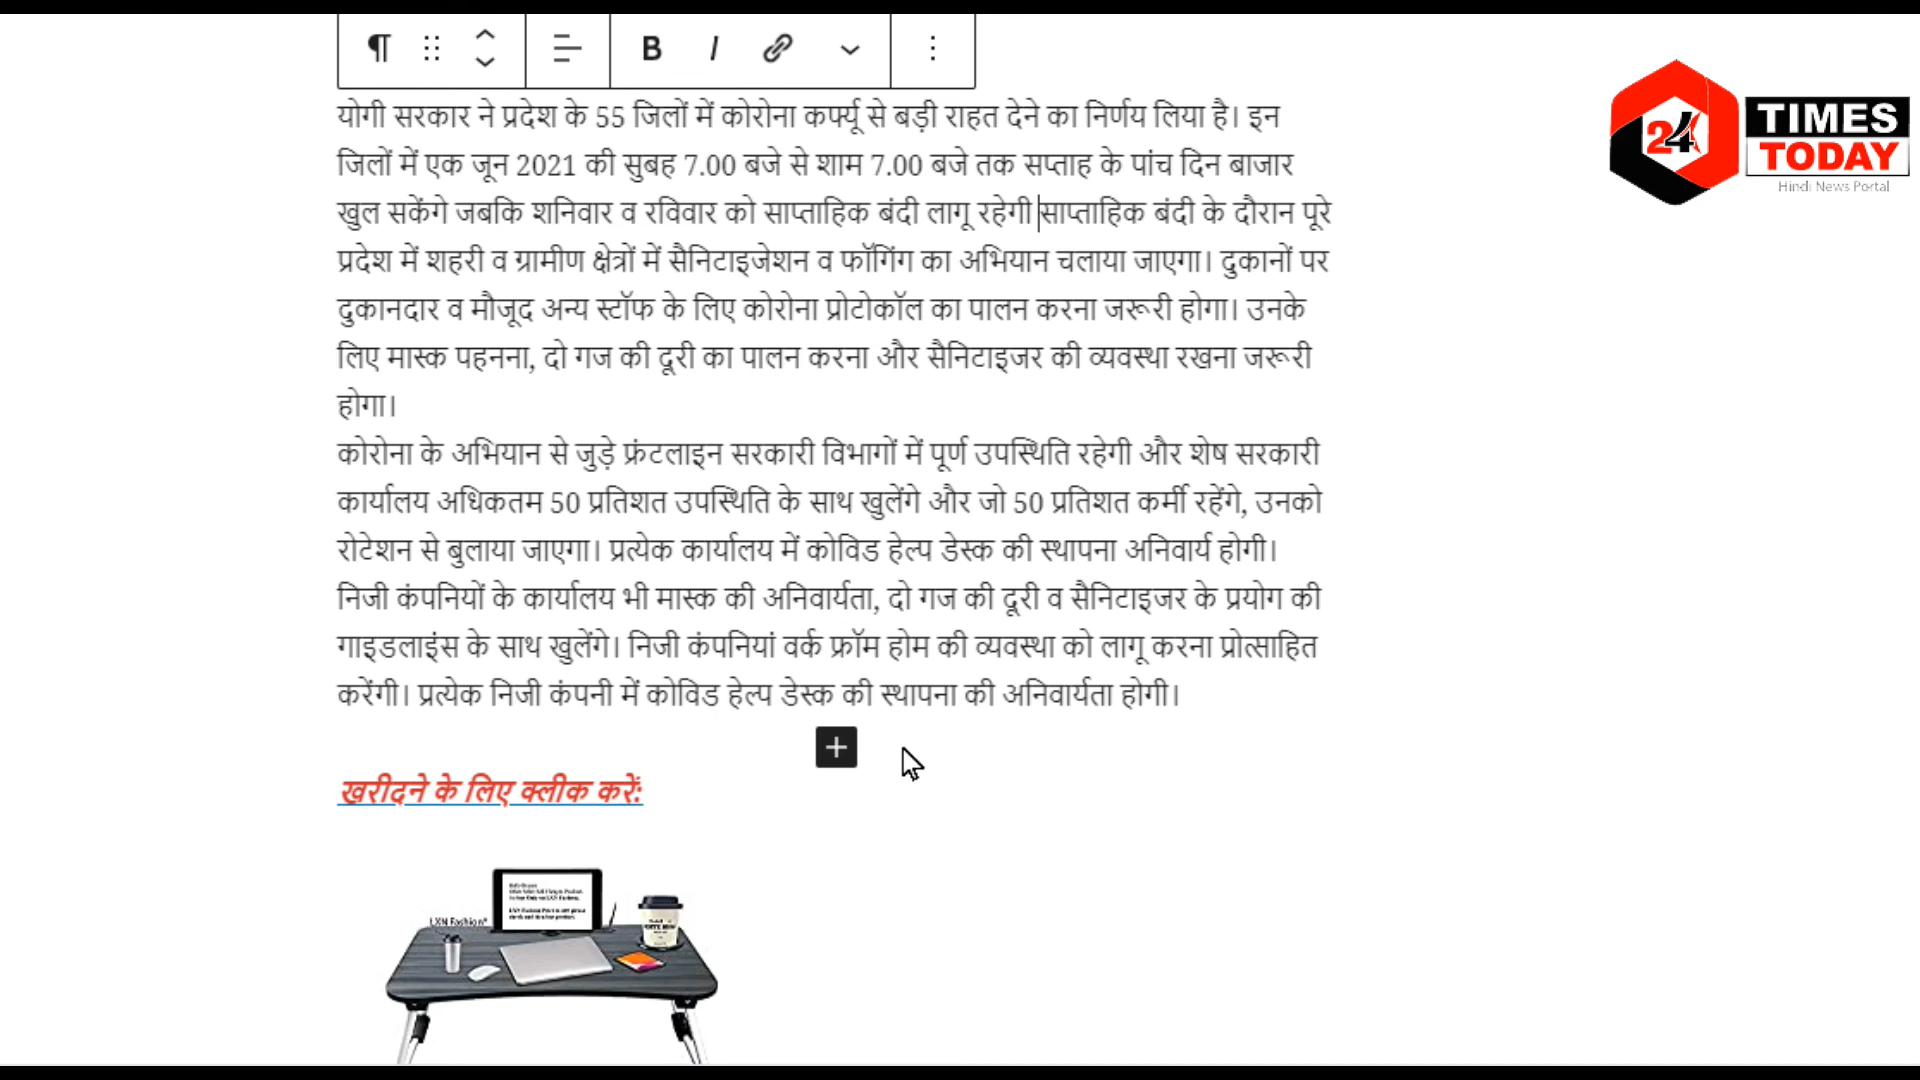 योगी सरकार ने प्रदेश के 55 जिलों में कोरोना कर्फ्यू से बड़ी राहत देने का निर्णय लिया है। इन
जिलों में एक जून 2021 की सुबह 7.00 बजे से शाम 7.00 बजे तक सप्ताह के पांच दिन बाजार
खुल सकेंगे जबकि शनिवार व रविवार को साप्ताहिक बंदी लागू रहेगी साप्ताहिक बंदी के दौरान पूरे
प्रदेश में शहरी व ग्रामीण क्षेत्रों में सैनिटाइजेशन व फॉगिंग का अभियान चलाया जाएगा। दुकानों पर
दुकानदार व मौजूद अन्य स्टॉफ के लिए कोरोना प्रोटोकॉल का पालन करना जरूरी होगा। उनके
लिए मास्क पहनना, दो गज की दूरी का पालन करना और सैनिटाइजर की व्यवस्था रखना जरूरी
होगा।
कोरोना के अभियान से जुड़े फ्रंटलाइन सरकारी विभागों में पूर्ण उपस्थिति रहेगी और शेष सरकारी
कार्यालय अधिकतम 50 प्रतिशत उपस्थिति के साथ खुलेंगे और जो 50 प्रतिशत कर्मी रहेंगे, उनको
रोटेशन से बुलाया जाएगा। प्रत्येक कार्यालय में कोविड हेल्प डेस्क की स्थापना अनिवार्य होगी।
निजी कंपनियों के कार्यालय भी मास्क की अनिवार्यता, दो गज की दूरी व सैनिटाइजर के प्रयोग की
गाइडलाइंस के साथ खुलेंगे। निजी कंपनियां वर्क फ्रॉम होम की व्यवस्था को लागू करना प्रोत्साहित
करेंगी। प्रत्येक निजी कंपनी में कोविड हेल्प डेस्क की स्थापना की अनिवार्यता होगी।
खरीदने के लिए क्लीक करें:
LXN Fashion
24
TIMES
TODAY
Hindi News Portal